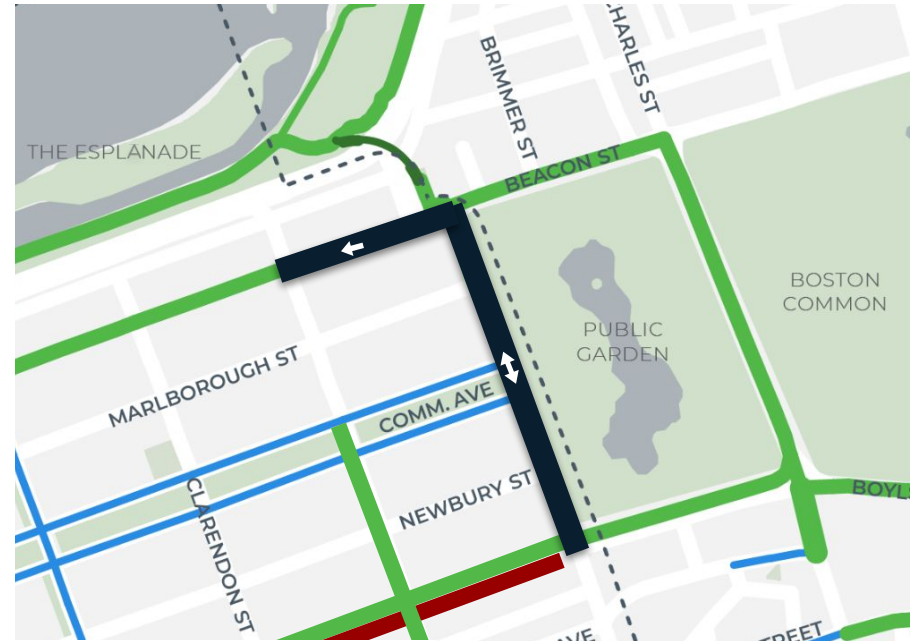 CHARLES ST
BRIMMER ST
THE ESPLANADE
BEACON ST
BOSTON
COMMON
PUBLIC
GARDEN
MARLBOROUGH ST
COMM. AVE
NEWBURY ST
CLARENDON ST
BOYL
AVE
STREET